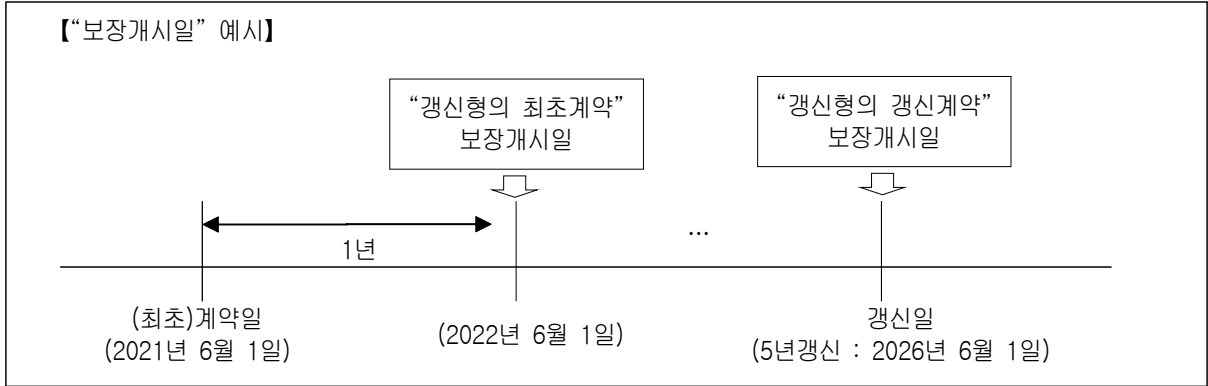 【“보장개시일” 예시】
“갱신형의 최초계약”
보장개시일
“갱신형의 갱신계약”
보장개시일
1년
...
(최초)계약일
(2021년 6월 1일)
(2022년 6월 1일)
갱신일
(5년갱신 : 2026년 6월 1일)